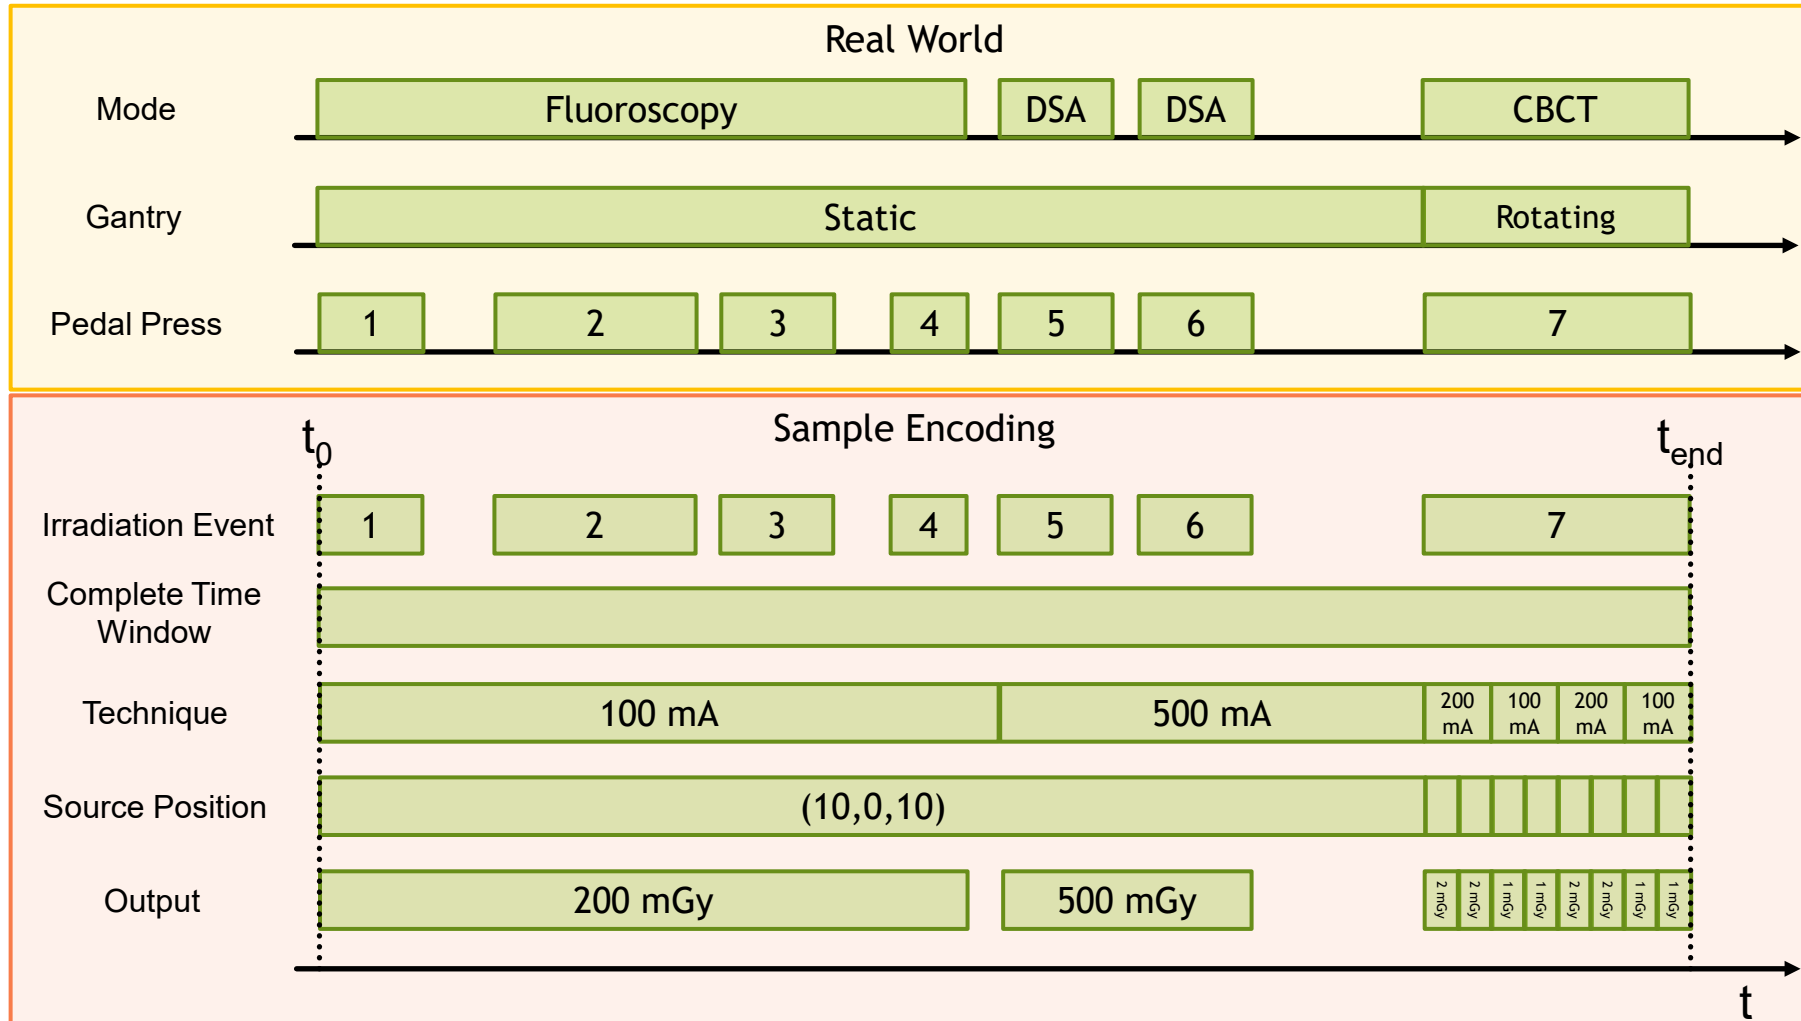 Real World
Mode
Fluoroscopy
DSA
DSA
CBCT
Gantry
Static
Rotating
Pedal Press
1
2
3
4
5
6
7
Sample Encoding
t0
tend
Irradiation Event
1
2
3
4
5
6
7
Complete Time
Window
Technique
100 mA
500 mA
200
mA
100
mA
200
mA
100
mA
Source Position
(10,0,10)
Output
200 mGy
500 mGy
2 mGy
2 mGy
1 mGy
1 mGy
2 mGy
2 mGy
1 mGy
1 mGy
t